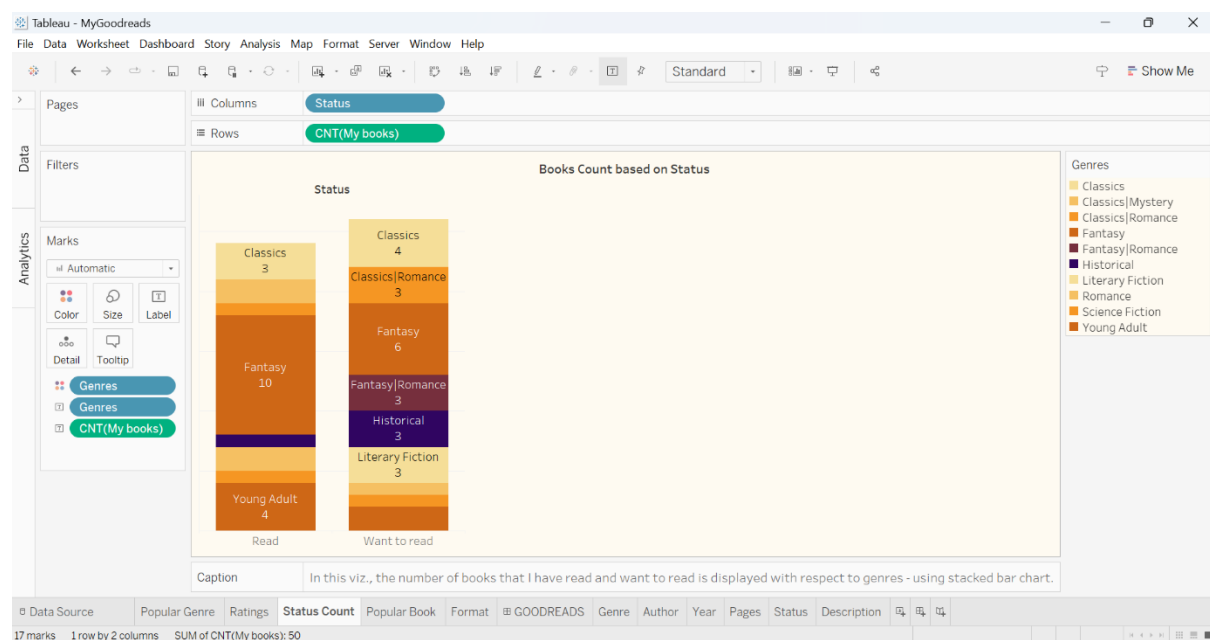 Tableau - MyGoodreads
File Data Worksheet Dashboard Story Analysis Map Format Server Window Help
Standard
Show Me
Pages
Columns
Status
Rows
CNT(My books)
Data
Analytics
Filters
Marks
Automatic
Color
Size
Label
Detail
Tooltip
Genres
Genres
CNT(My books)
Books Count based on Status
Status
Classics
3
Fantasy
10
Young Adult
4
Read
Classics
4
Classics|Romance
3
Fantasy
6
Fantasy|Romance
3
Historical
3
Literary Fiction
3
Want to read
Genres
Classics
Classics|Mystery
Classics|Romance
Fantasy
Fantasy|Romance
Historical
Literary Fiction
Romance
Science Fiction
Young Adult
Caption
In this viz., the number of books that I have read and want to read is displayed with respect to genres - using stacked bar chart.
Data Source Popular Genre Ratings Status Count Popular Book Format GOODREADS Genre Author Year Pages Status Description
17 marks 1 row by 2 columns SUM of CNT(My books): 50